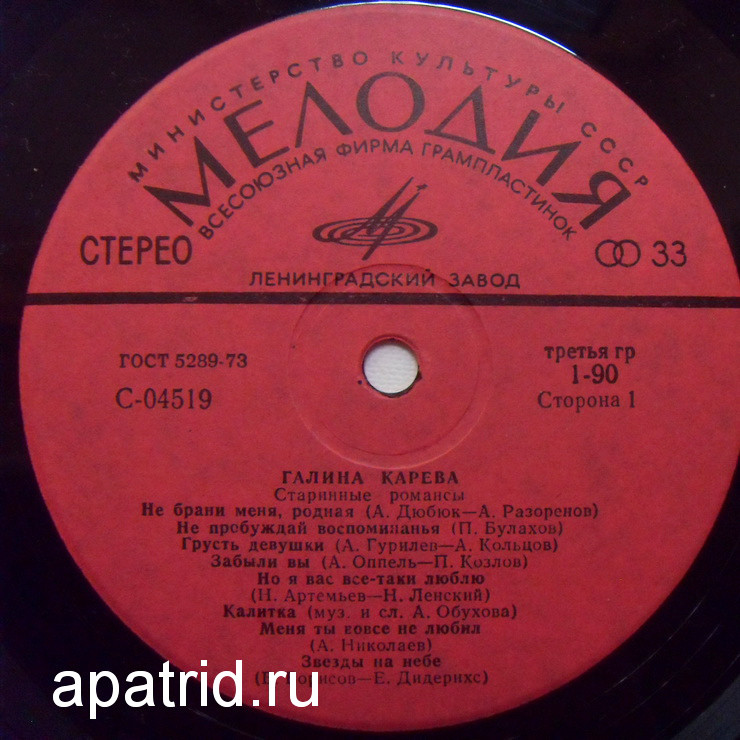 МИНИСТЕРСТВО КУЛЬТУРЫ СССР
МЕЛОДИЯ
ВСЕСОЮЗНАЯ ФИРМА ГРАМПЛАСТИНОК
СТЕРЕО
33
ЛЕНИНГРАДСКИЙ ЗАВОД
ГОСТ 5289-73
третья гр
1-90
С-04519
Сторона 1
ГАЛИНА КАРЕВА
Старинные романсы
Не брани меня, родная (А. Дюбюк—А. Разоренов)
Не пробуждай воспоминанья (П. Булахов)
Грусть девушки (А. Гурилев—А. Кольцов)
Забыли вы (А. Оппель—П. Козлов)
Но я вас все-таки люблю
(Н. Артемьев—Н. Ленский)
Калитка (муз. и сл. А. Обухова)
Меня ты вовсе не любил
(А. Николаев)
Звезды на небе
Е. Дидерихс)
apatrid.ru